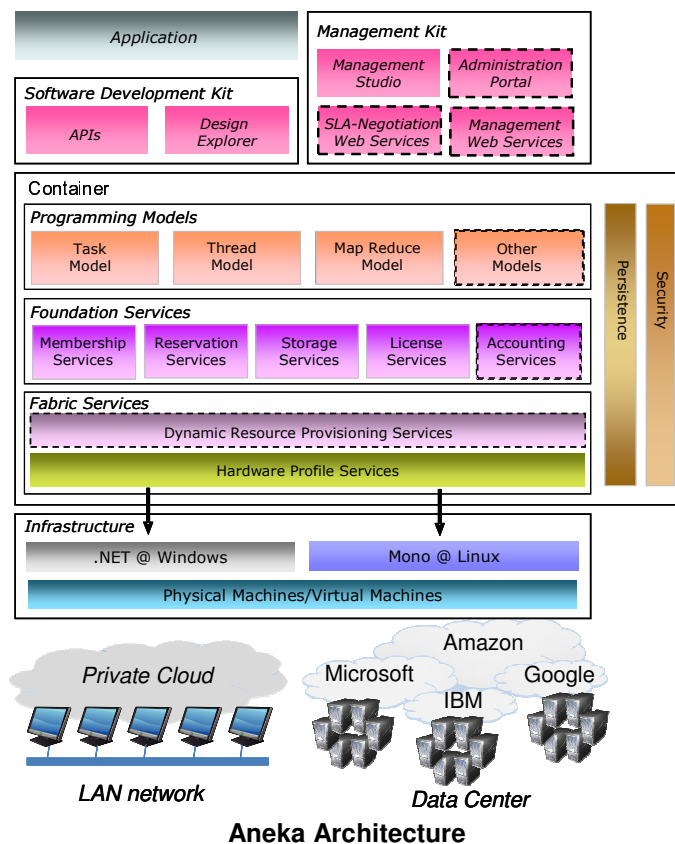 Application
Management Kit
Management
Studio
Administration
Portal
SLA-Negotiation
Web Services
Management
Web Services
Software Development Kit
APIs
Design
Explorer
Container
Programming Models
Task
Model
Thread
Model
Map Reduce
Model
Other
Models
Foundation Services
Membership
Services
Reservation
Services
Storage
Services
License
Services
Accounting
Services
Fabric Services
Dynamic Resource Provisioning Services
Hardware Profile Services
Persistence
Security
Infrastructure
.NET @ Windows
Mono @ Linux
Physical Machines/Virtual Machines
Private Cloud
Amazon
Microsoft
Google
IBM
LAN network
Data Center
Aneka Architecture